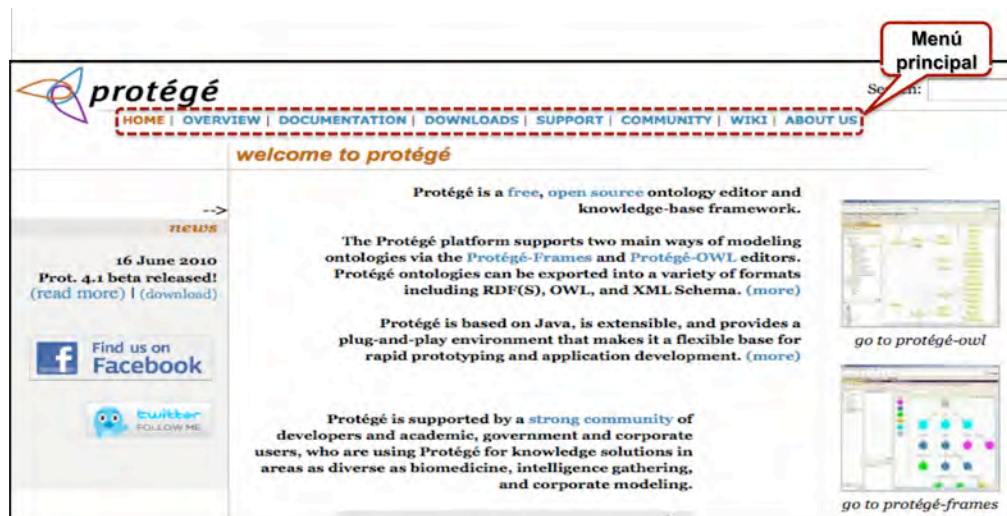 Menú
principal
protégé
Search:
HOME | OVERVIEW | DOCUMENTATION | DOWNLOADS | SUPPORT | COMMUNITY | WIKI | ABOUT US
welcome to protégé
-->
news
16 June 2010
Prot. 4.1 beta released!
(read more) | (download)
Find us on
Facebook
twitter
FOLLOW ME
Protégé is a free, open source ontology editor and
knowledge-base framework.
The Protégé platform supports two main ways of modeling
ontologies via the Protégé-Frames and Protégé-OWL editors.
Protégé ontologies can be exported into a variety of formats
including RDF(S), OWL, and XML Schema. (more)
Protégé is based on Java, is extensible, and provides a
plug-and-play environment that makes it a flexible base for
rapid prototyping and application development. (more)
Protégé is supported by a strong community of
developers and academic, government and corporate
users, who are using Protégé for knowledge solutions in
areas as diverse as biomedicine, intelligence gathering,
and corporate modeling.
go to protégé-owl
go to protégé-frames